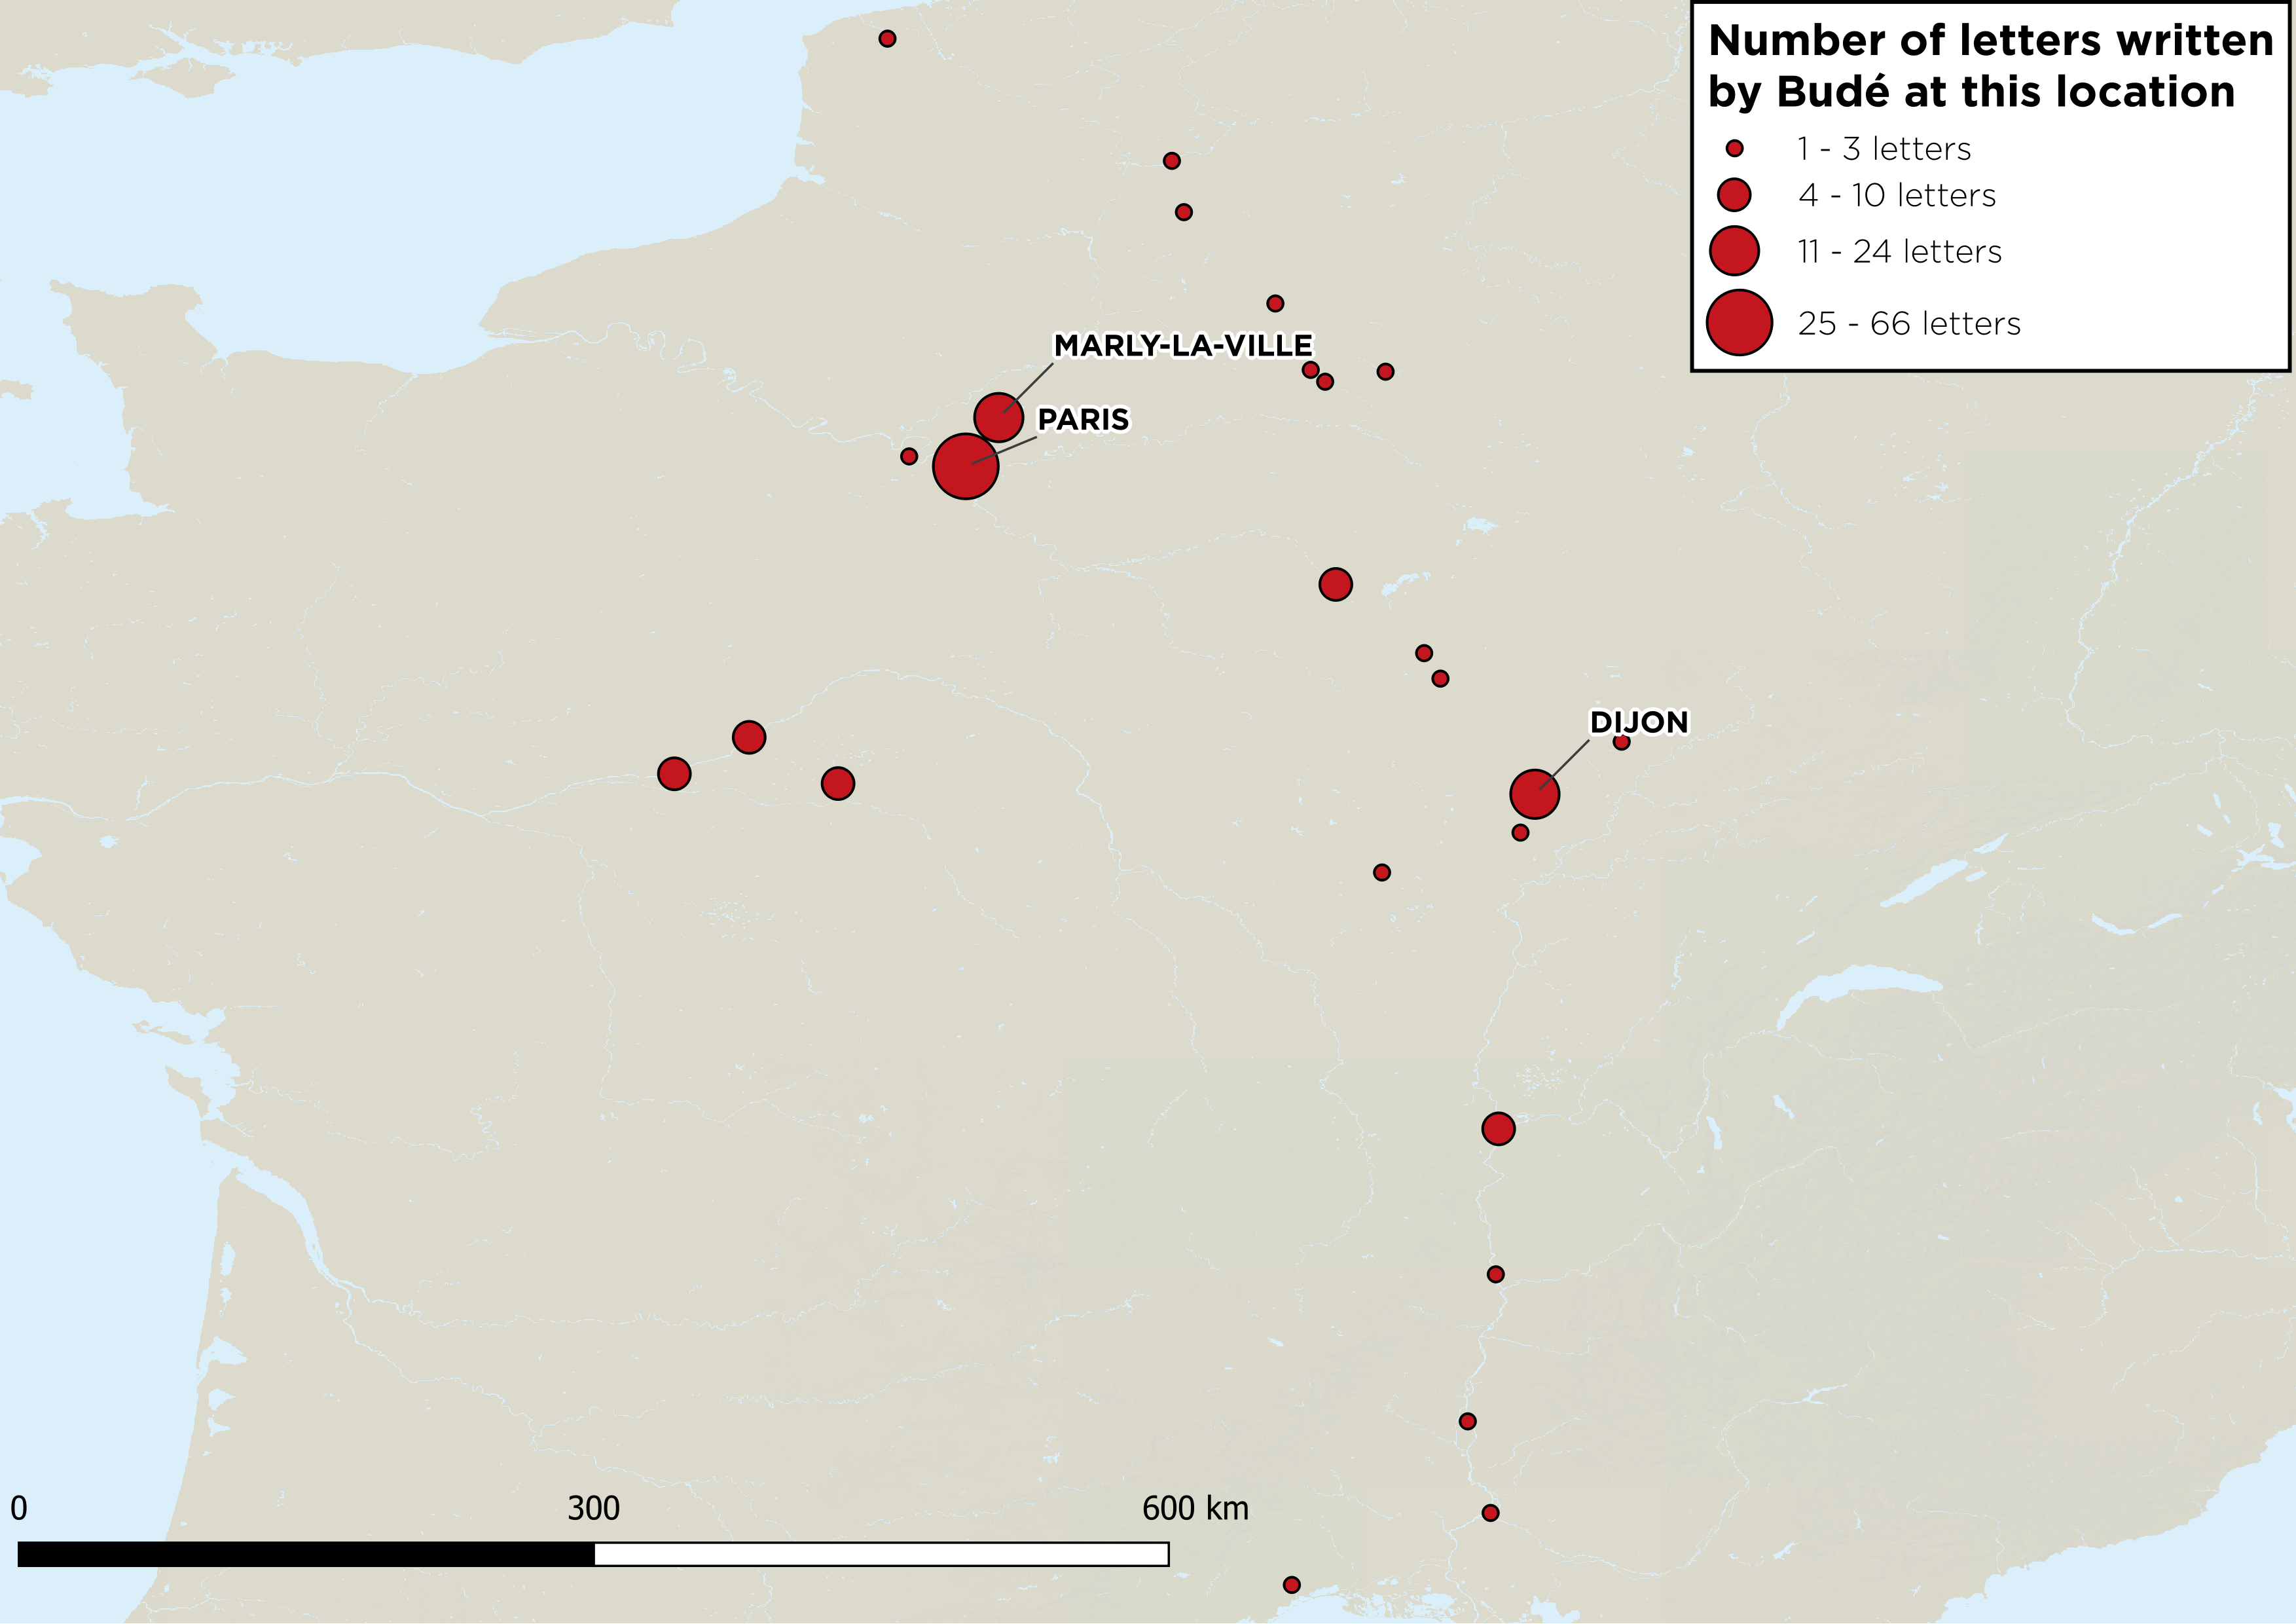 Number of letters written
by Budé at this location
1 - 3 letters
4 - 10 letters
11 - 24 letters
25 - 66 letters
MARLY-LA-VILLE
PARIS
DIJON
0 300 600 km